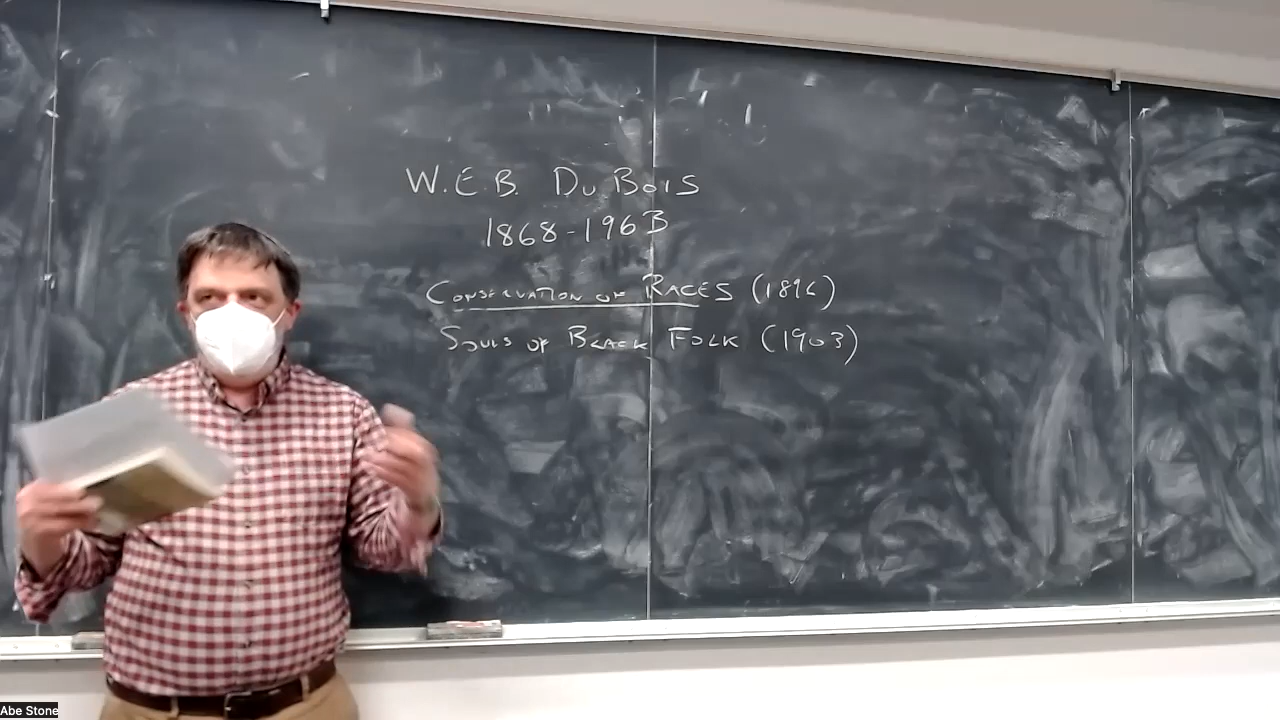 W.E.B. Du Bois
1868-1963
Conservation of Races (1896)
Souls of Black Folk (1903)
Abe Stone